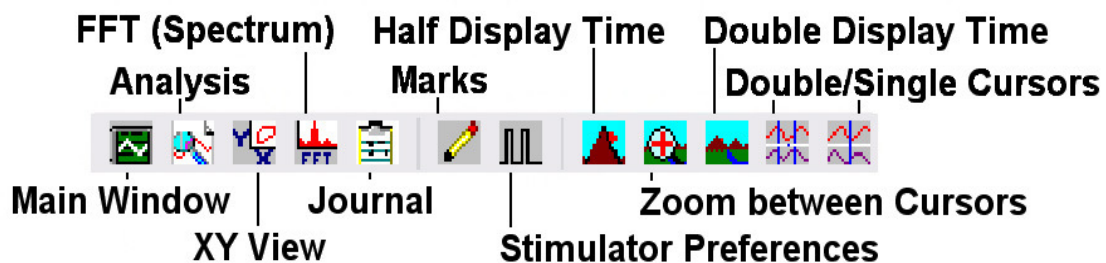 FFT (Spectrum) Half Display Time Double Display Time
Analysis Marks Double/Single Cursors
Y X FFT
Main Window Journal Zoom between Cursors
XY View Stimulator Preferences